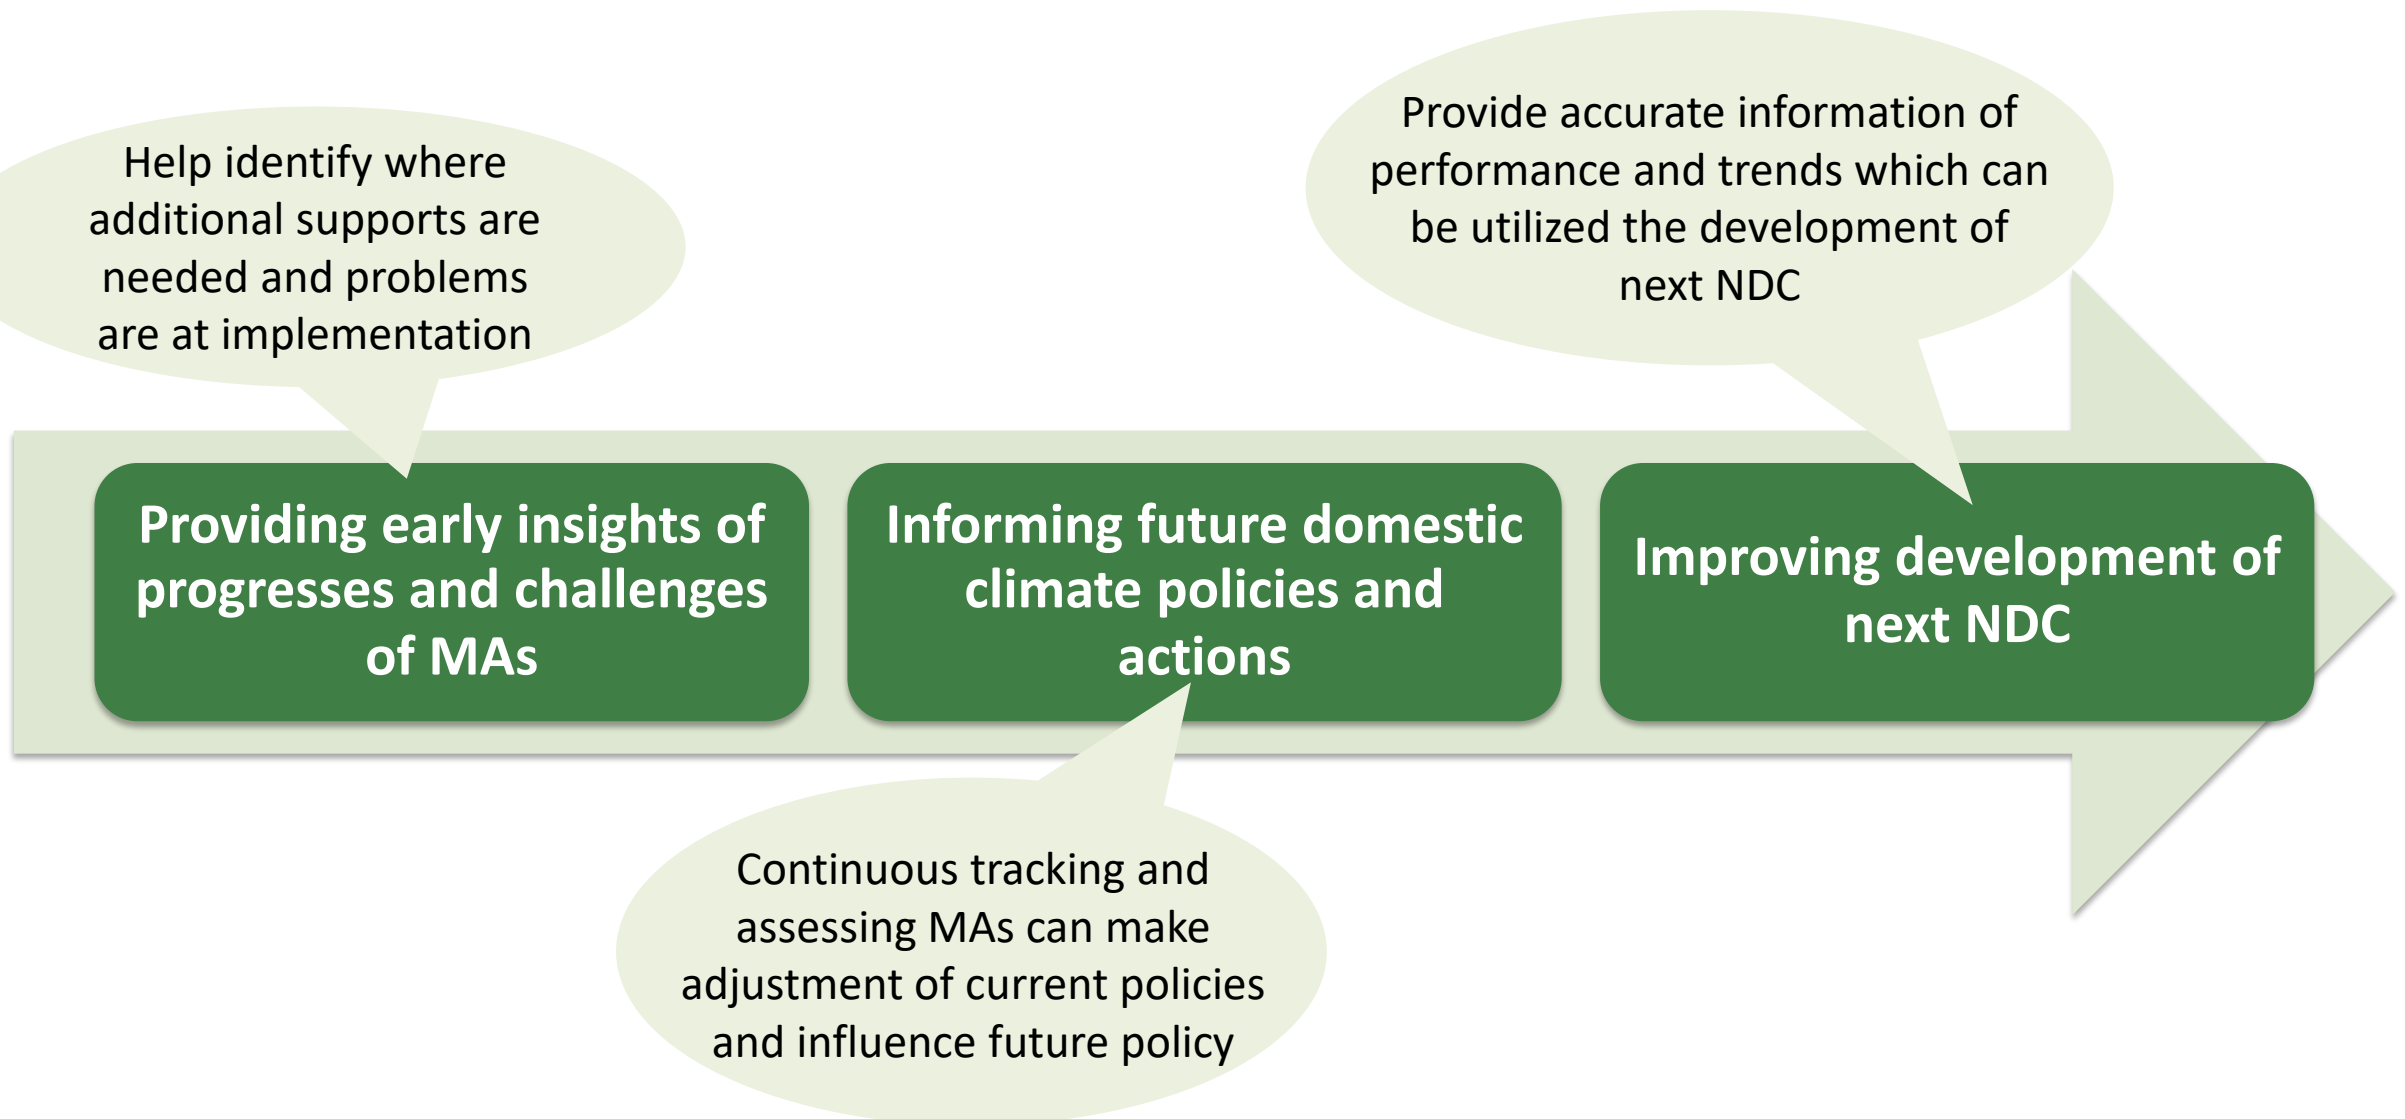 Help identify where
additional supports are
needed and problems
are at implementation
Provide accurate information of
performance and trends which can
be utilized the development of
next NDC
Providing early insights of
progresses and challenges
of MAs
Informing future domestic
climate policies and
actions
Improving development of
next NDC
Continuous tracking and
assessing MAs can make
adjustment of current policies
and influence future policy